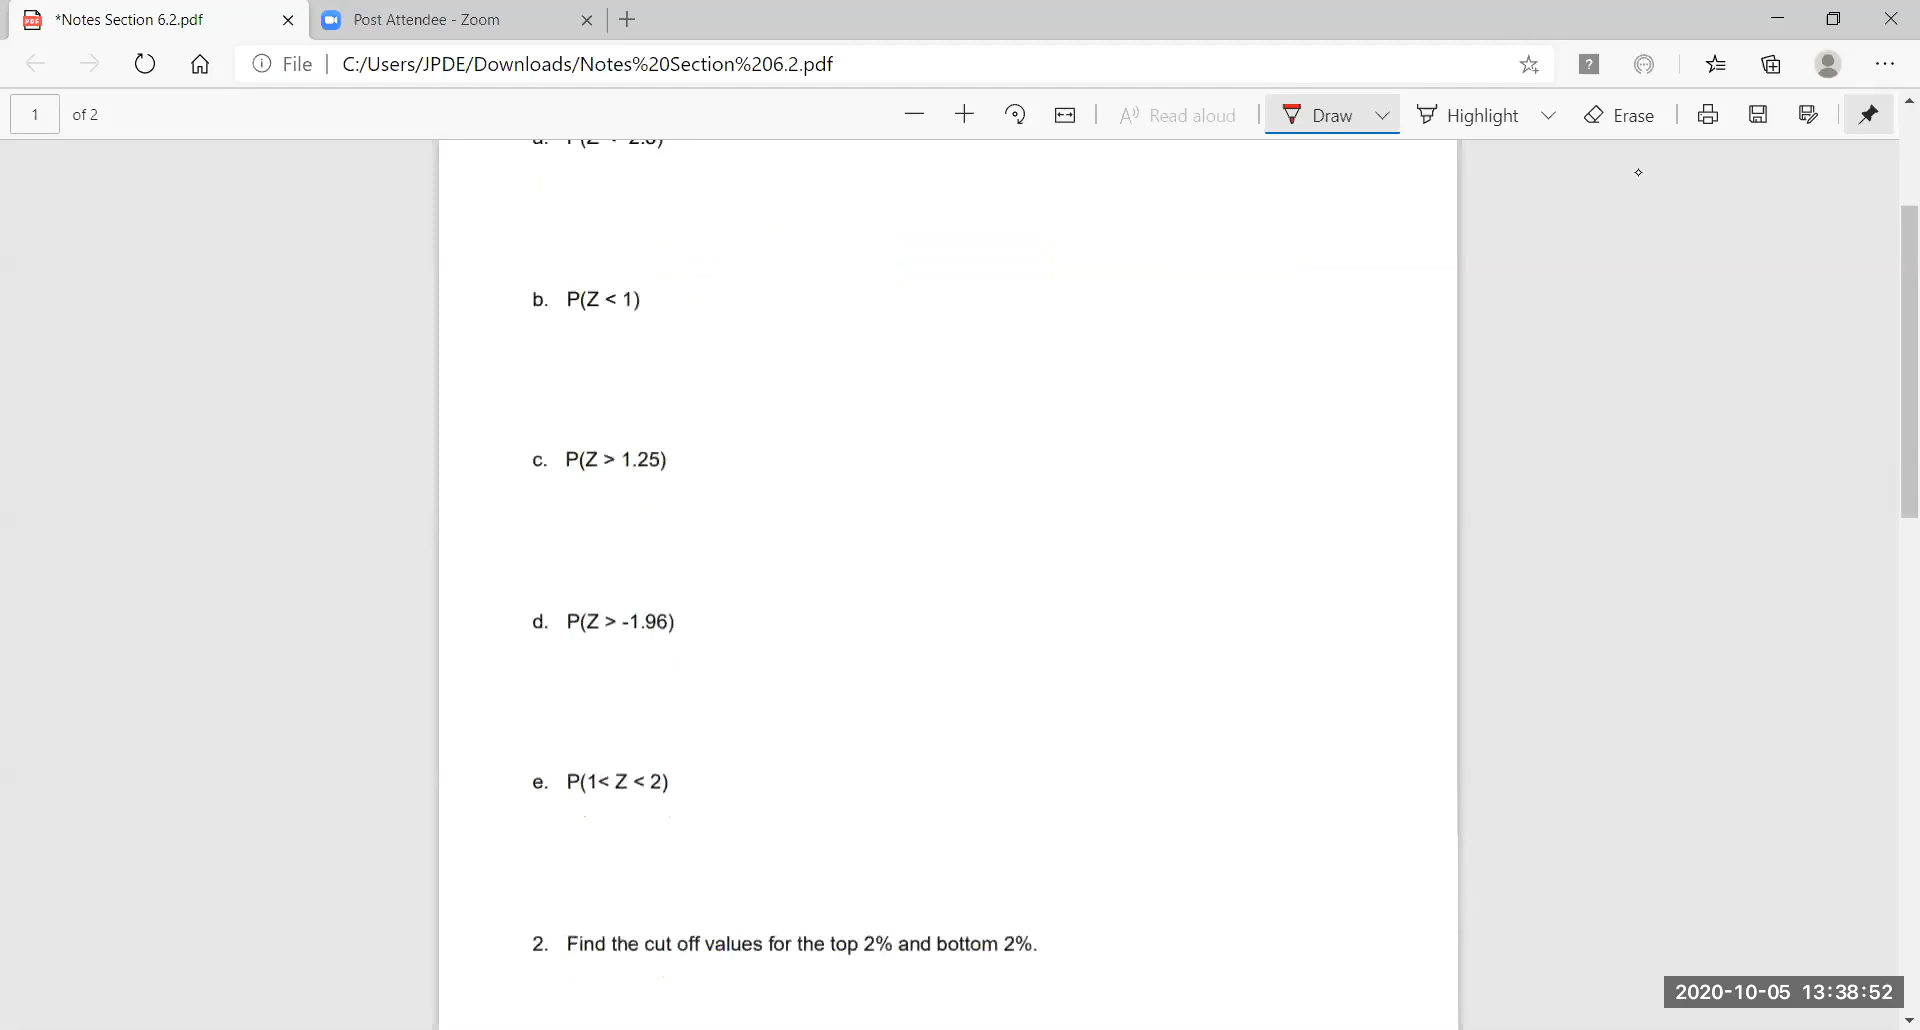 *Notes Section 6.2.pdf
Post Attendee - Zoom
File | C:/Users/JPDE/Downloads/Notes%20Section%206.2.pdf
1 of 2
Read aloud
Draw
Highlight
Erase
b. P(Z < 1)
c. P(Z > 1.25)
d. P(Z > -1.96)
e. P(1< Z < 2)
2. Find the cut off values for the top 2% and bottom 2%.
2020-10-05 13:38:52